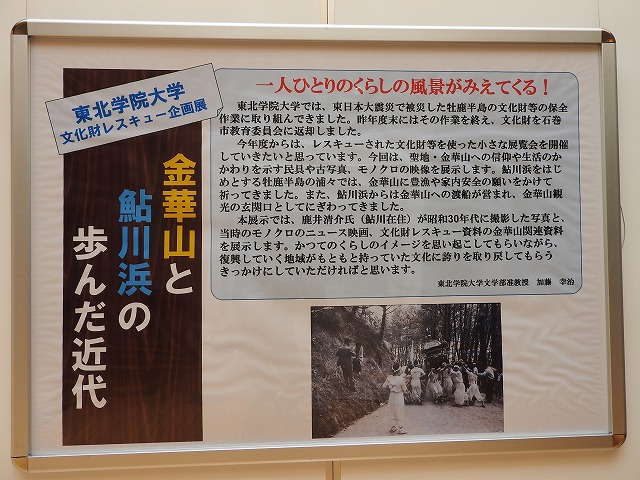 東北学院大学
文化財レスキュー企画展
金華山と
鮎川浜の
歩んだ近代
一人ひとりのくらしの風景がみえてくる！
東北学院大学では、東日本大震災で被災した牡鹿半島の文化財等の保全
作業に取り組んできました。昨年度末にはその作業を終え、文化財を石巻
市教育委員会に返却しました。
今年度からは、レスキューされた文化財等を使った小さな展覧会を開催
していきたいと思っています。今回は、聖地・金華山への信仰や生活のか
かわりを示す民具や古写真、モノクロの映像を展示します。鮎川浜をはじ
めとする牡鹿半島の浦々では、金華山に豊漁や家内安全の願いをかけて
祈ってきました。また、鮎川浜からは金華山への渡船が営まれ、金華山観
光の玄関口としてにぎわってきました。
本展示では、鹿井清介氏（鮎川在住）が昭和30年代に撮影した写真と、
当時のモノクロのニュース映画、文化財レスキュー資料の金華山関連資料
を展示します。かつてのくらしのイメージを思い起こしてもらいながら、
復興していく地域がもともと持っていた文化に誇りを取り戻してもらう
きっかけにしていただければと思います。
東北学院大学文学部准教授　加藤　幸治